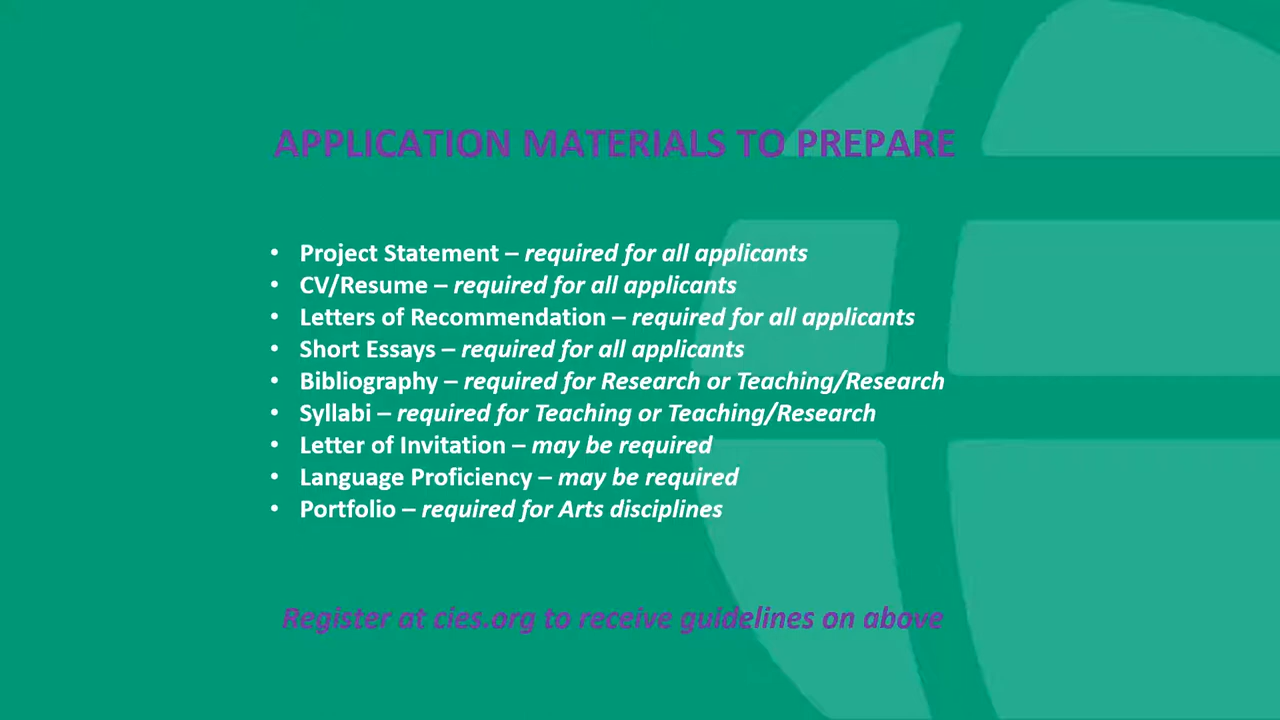 APPLICATION MATERIALS TO PREPARE
• Project Statement – required for all applicants
• CV/Resume – required for all applicants
• Letters of Recommendation – required for all applicants
• Short Essays – required for all applicants
• Bibliography – required for Research or Teaching/Research
• Syllabi – required for Teaching or Teaching/Research
• Letter of Invitation – may be required
• Language Proficiency – may be required
• Portfolio – required for Arts disciplines
Register at cies.org to receive guidelines on above